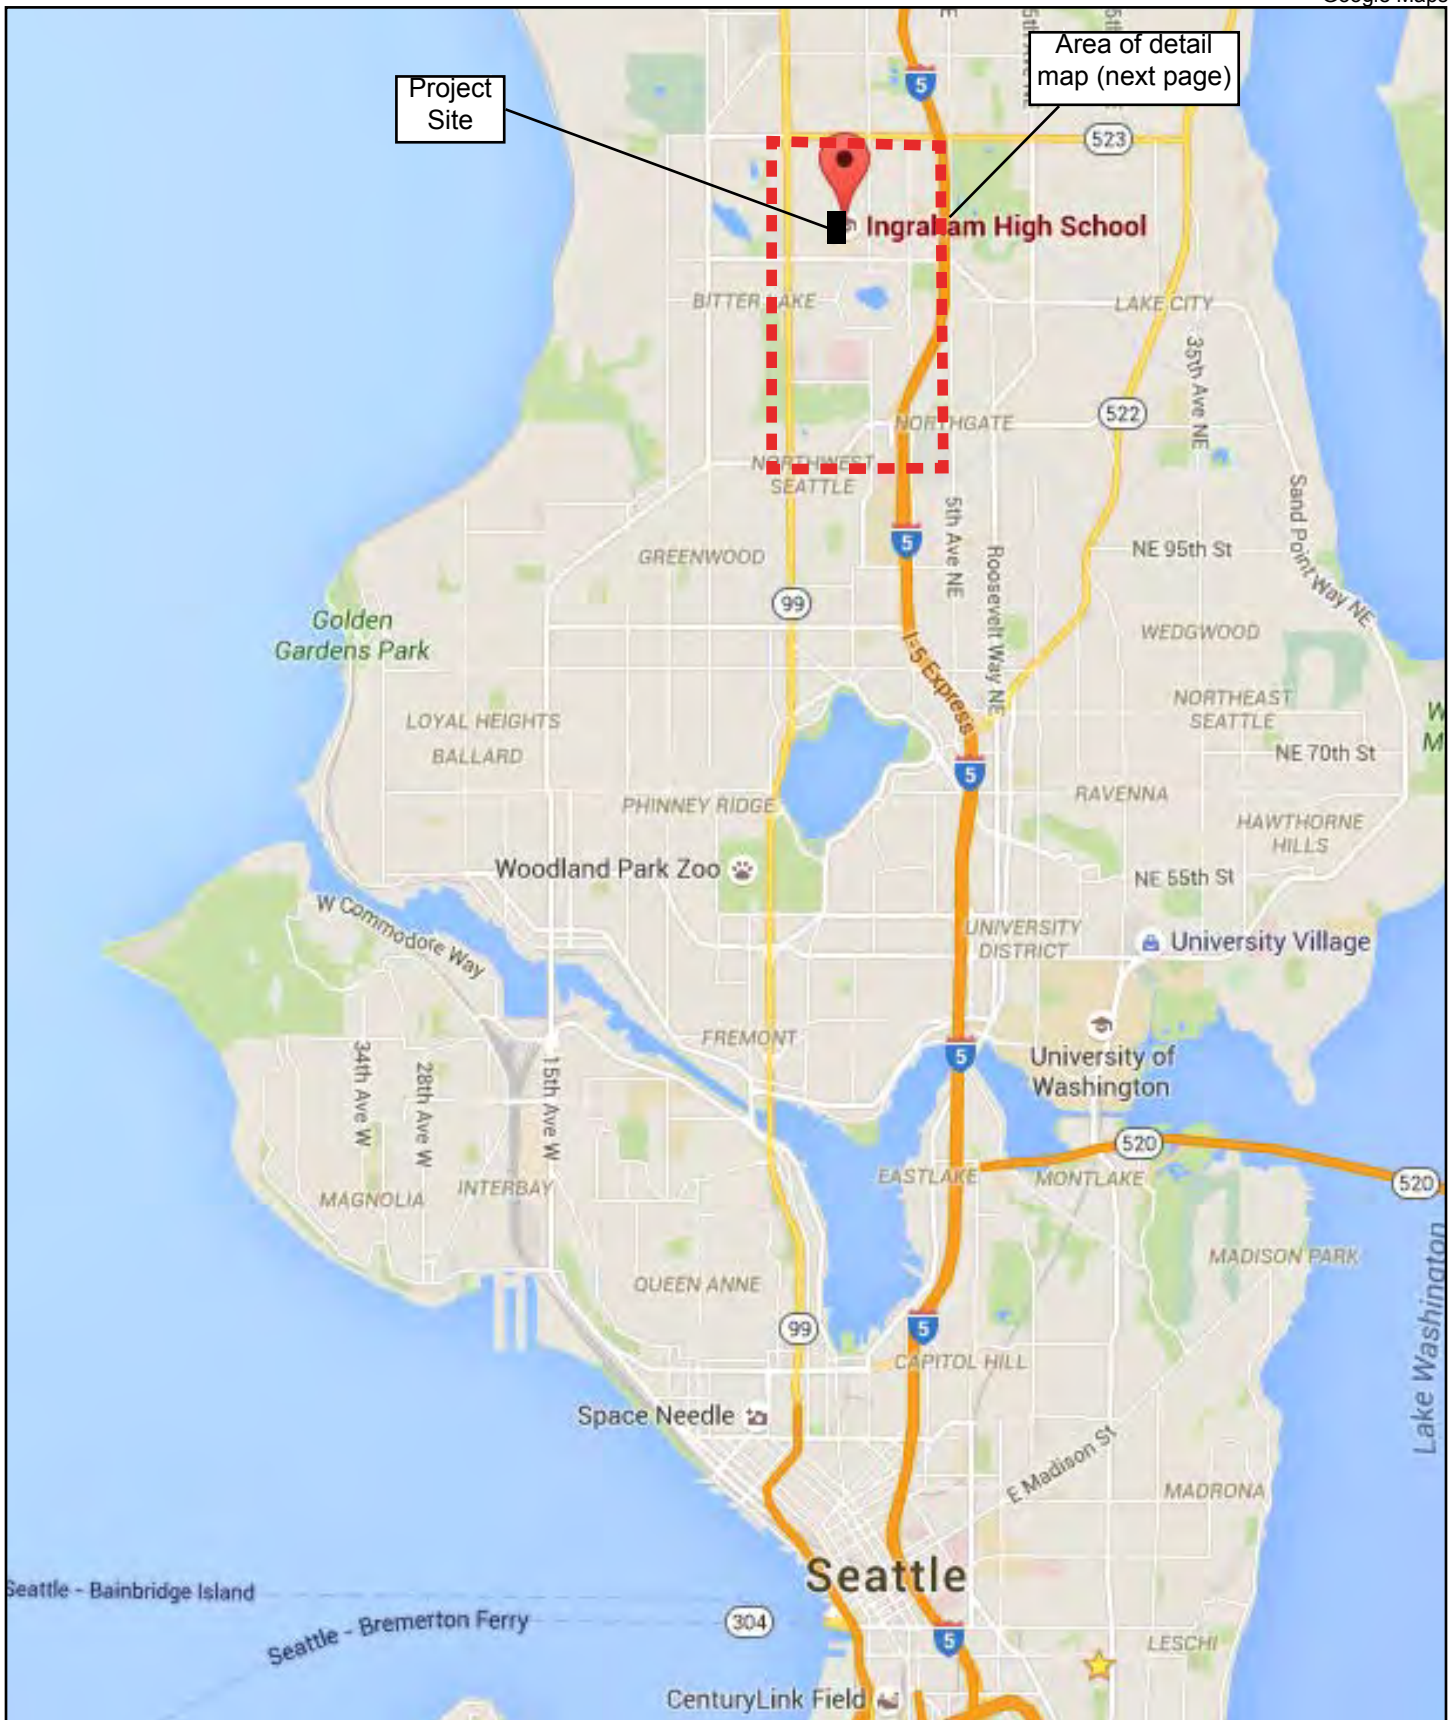 Google Maps
Area of detail
map (next page)
Project
Site
5
523
Ingraham High School
BITTER LAKE
LAKE CITY
35th Ave NE
522
NORTHGATE
NORTHWEST
SEATTLE
Sand Point Way NE
5
5th Ave NE
NE 95th St
GREENWOOD
Roosevelt Way NE
99
Golden
Gardens Park
I-5 Express
WEDGWOOD
NORTHEAST
SEATTLE
LOYAL HEIGHTS
BALLARD
NE 70th St
5
PHINNEY RIDGE
RAVENNA
HAWTHORNE
HILLS
Woodland Park Zoo
NE 55th St
W Commodore Way
UNIVERSITY
DISTRICT
University Village
FREMONT
34th Ave W
28th Ave W
15th Ave W
5
University of
Washington
520
EASTLAKE
MONTLAKE
520
MAGNOLIA
INTERBAY
MADISON PARK
Lake Washington
QUEEN ANNE
99
5
CAPITOL HILL
Space Needle
E Madison St
MADRONA
Seattle
Seattle - Bainbridge Island
Seattle - Bremerton Ferry
304
5
LESCHI
CenturyLink Field